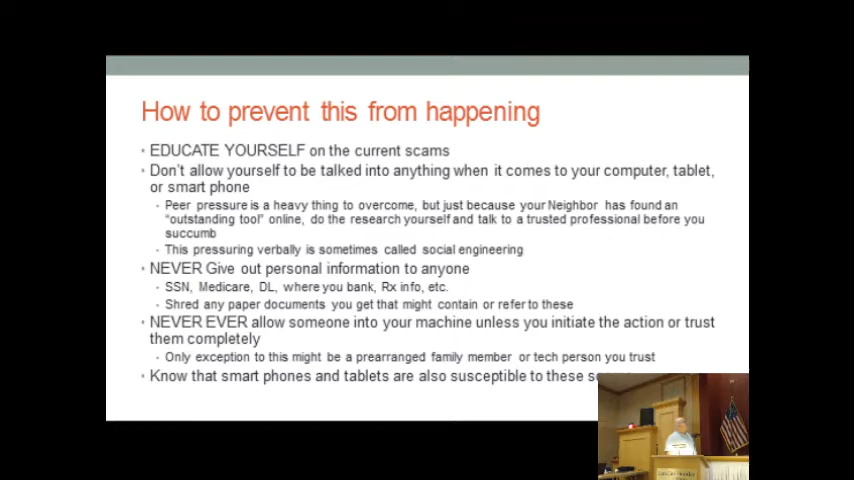 How to prevent this from happening
• EDUCATE YOURSELF on the current scams
• Don't allow yourself to be talked into anything when it comes to your computer, tablet,
or smart phone
• Peer pressure is a heavy thing to overcome, but just because your Neighbor has found an
"outstanding tool" online, do the research yourself and talk to a trusted professional before you
succumb
• This pressuring verbally is sometimes called social engineering
• NEVER Give out personal information to anyone
• SSN, Medicare, DL, where you bank, Rx info, etc.
• Shred any paper documents you get that might contain or refer to these
• NEVER EVER allow someone into your machine unless you initiate the action or trust
them completely
• Only exception to this might be a prearranged family member or tech person you trust
• Know that smart phones and tablets are also susceptible to these